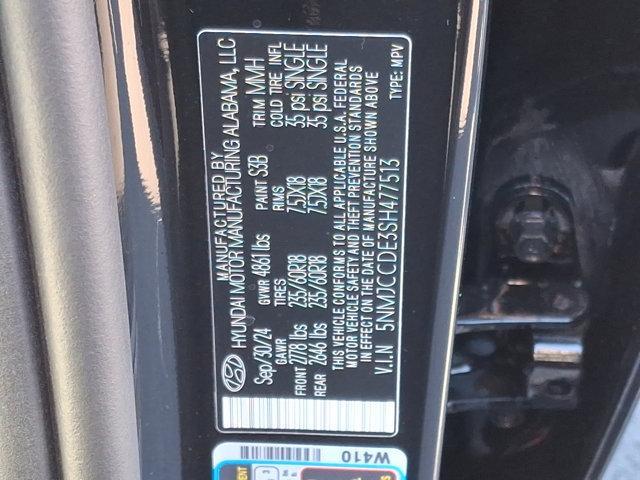 MANUFACTURED BY
HYUNDAI MOTOR MANUFACTURING ALABAMA, LLC
Sep/30/24 GVWR 4861 lbs PAINT S3B TRIM MMH
GAWR TIRES RIMS COLD TIRE INFL
FRONT 2778 lbs 235/60R18 7.5JX18 35 psi SINGLE
REAR 2646 lbs 235/60R18 7.5JX18 35 psi SINGLE
THIS VEHICLE CONFORMS TO ALL APPLICABLE U.S.A. FEDERAL
MOTOR VEHICLE SAFETY AND THEFT PREVENTION STANDARDS
IN EFFECT ON THE DATE OF MANUFACTURE SHOWN ABOVE
V.I.N 5NMJCCDE3SH477513 TYPE: MPV
W410